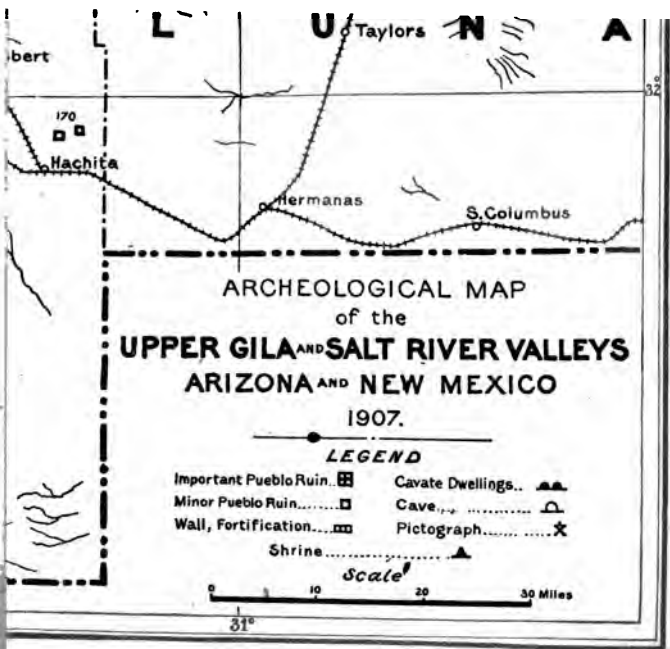 L U N A
Taylors
bert
32°
170
Hachita
Hermanas
S. Columbus
ARCHEOLOGICAL MAP
of the
UPPER GILA AND SALT RIVER VALLEYS
ARIZONA AND NEW MEXICO
1907.
LEGEND
Important Pueblo Ruin..
Cavate Dwellings..
Minor Pueblo Ruin........
Cave.... ............
Wall, Fortification......
Pictograph...... ......
Shrine......................
Scale
0 5 10 20 30 Miles
31°